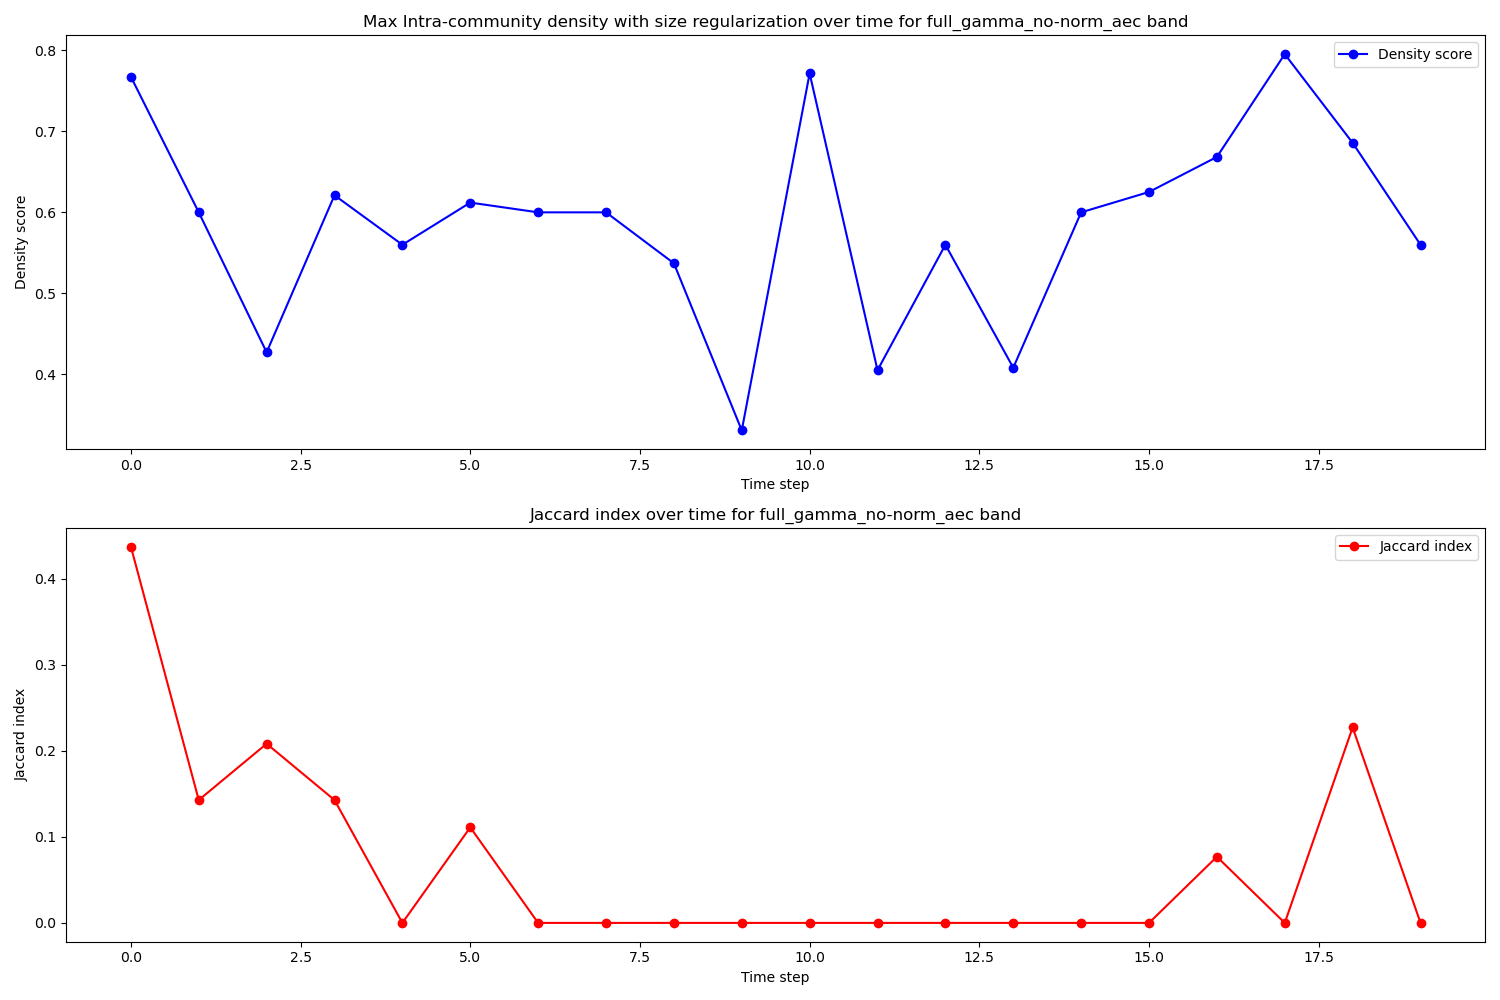 Max Intra-community density with size regularization over time for full_gamma_no-norm_aec band
Density score
0.8
0.7
0.6
0.5
0.4
Density score
0.0 2.5 5.0 7.5 10.0 12.5 15.0 17.5
Time step
Jaccard index over time for full_gamma_no-norm_aec band
Jaccard index
0.4
0.3
0.2
0.1
0.0
Jaccard index
0.0 2.5 5.0 7.5 10.0 12.5 15.0 17.5
Time step